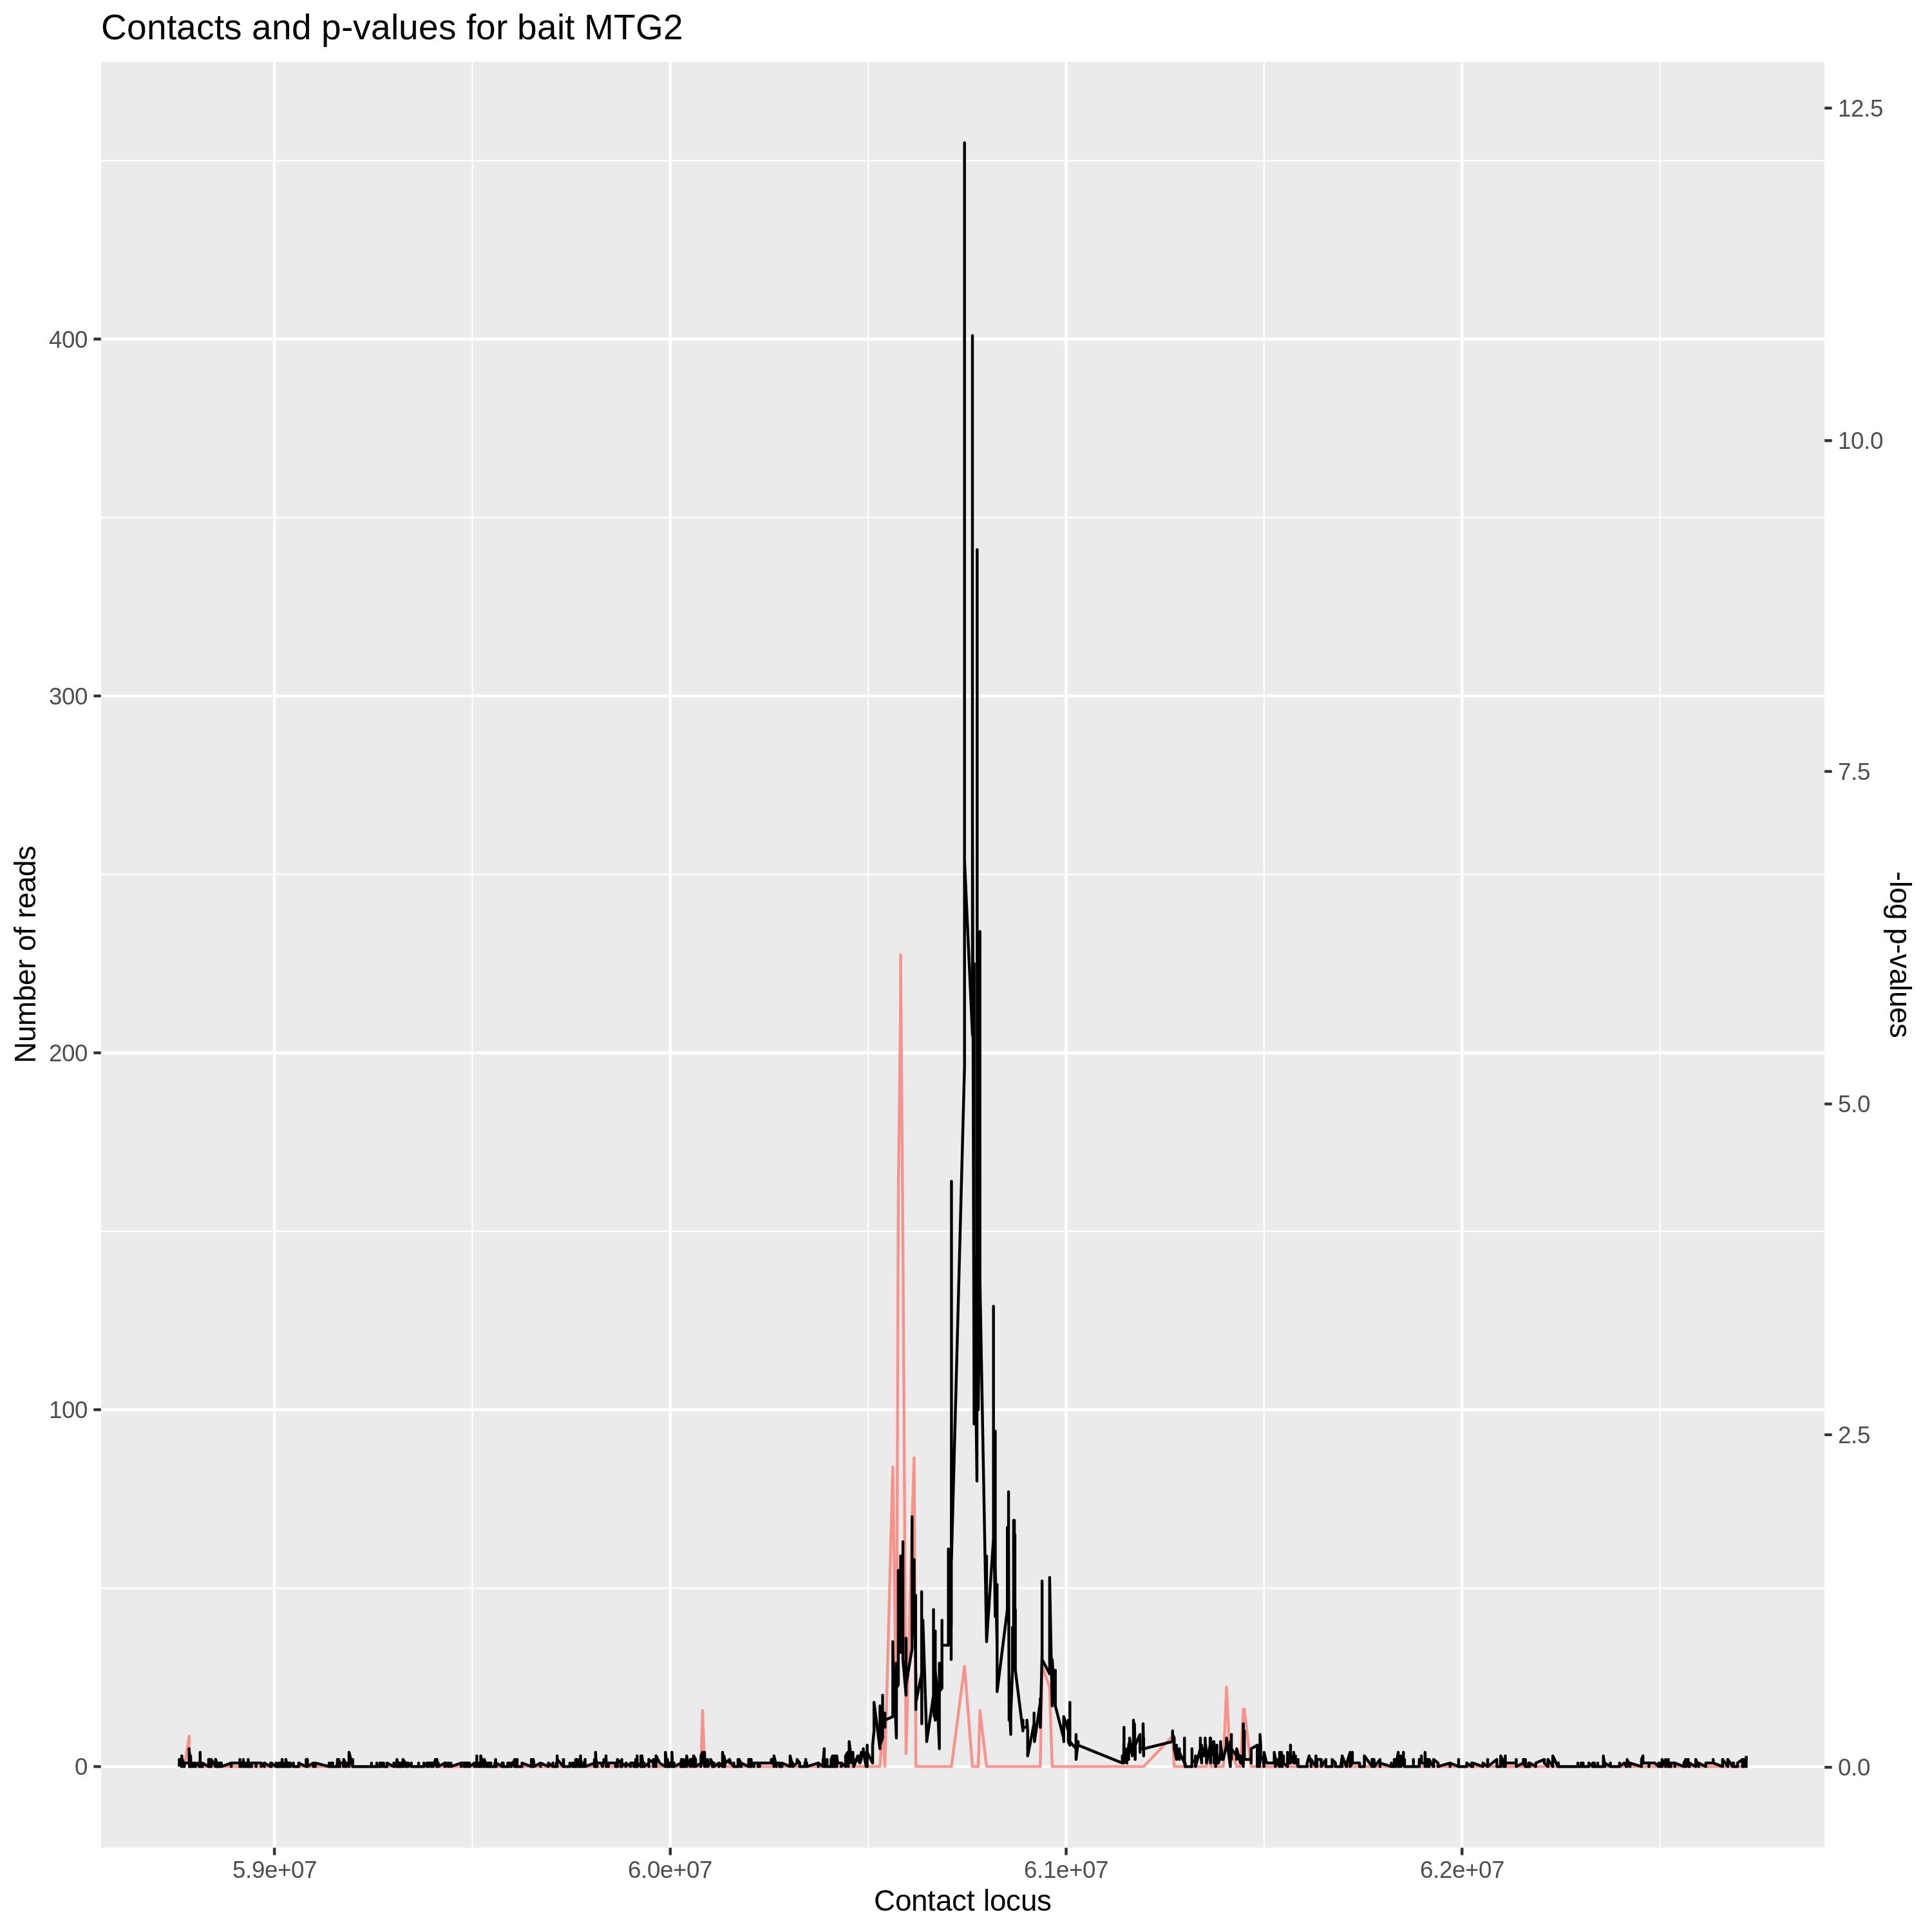 Contacts and p-values for bait MTG2
Number of reads
400
300
200
100
0
12.5
10.0
7.5
5.0
2.5
0.0
-log p-values
5.9e+07
6.0e+07
6.1e+07
6.2e+07
Contact locus